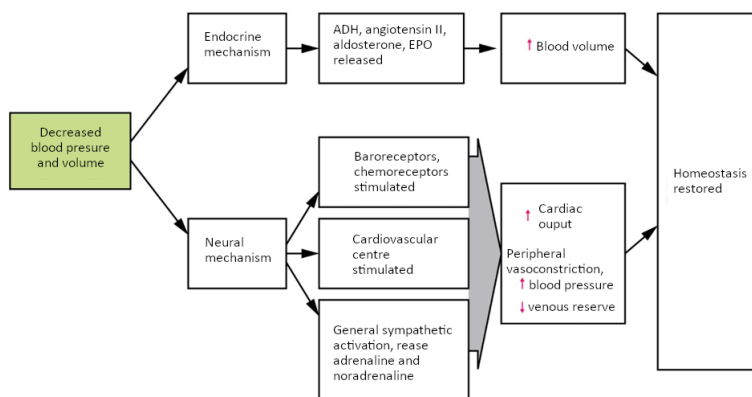 Decreased
blood presure
and volume
Endocrine
mechanism
ADH, angiotensin II,
aldosterone, EPO
released
↑ Blood volume
Neural
mechanism
Baroreceptors,
chemoreceptors
stimulated
Cardiovascular
centre
stimulated
General sympathetic
activation, rease
adrenaline and
noradrenaline
↑ Cardiac
ouput
Peripheral
vasoconstriction,
↑ blood pressure
↓ venous reserve
Homeostasis
restored